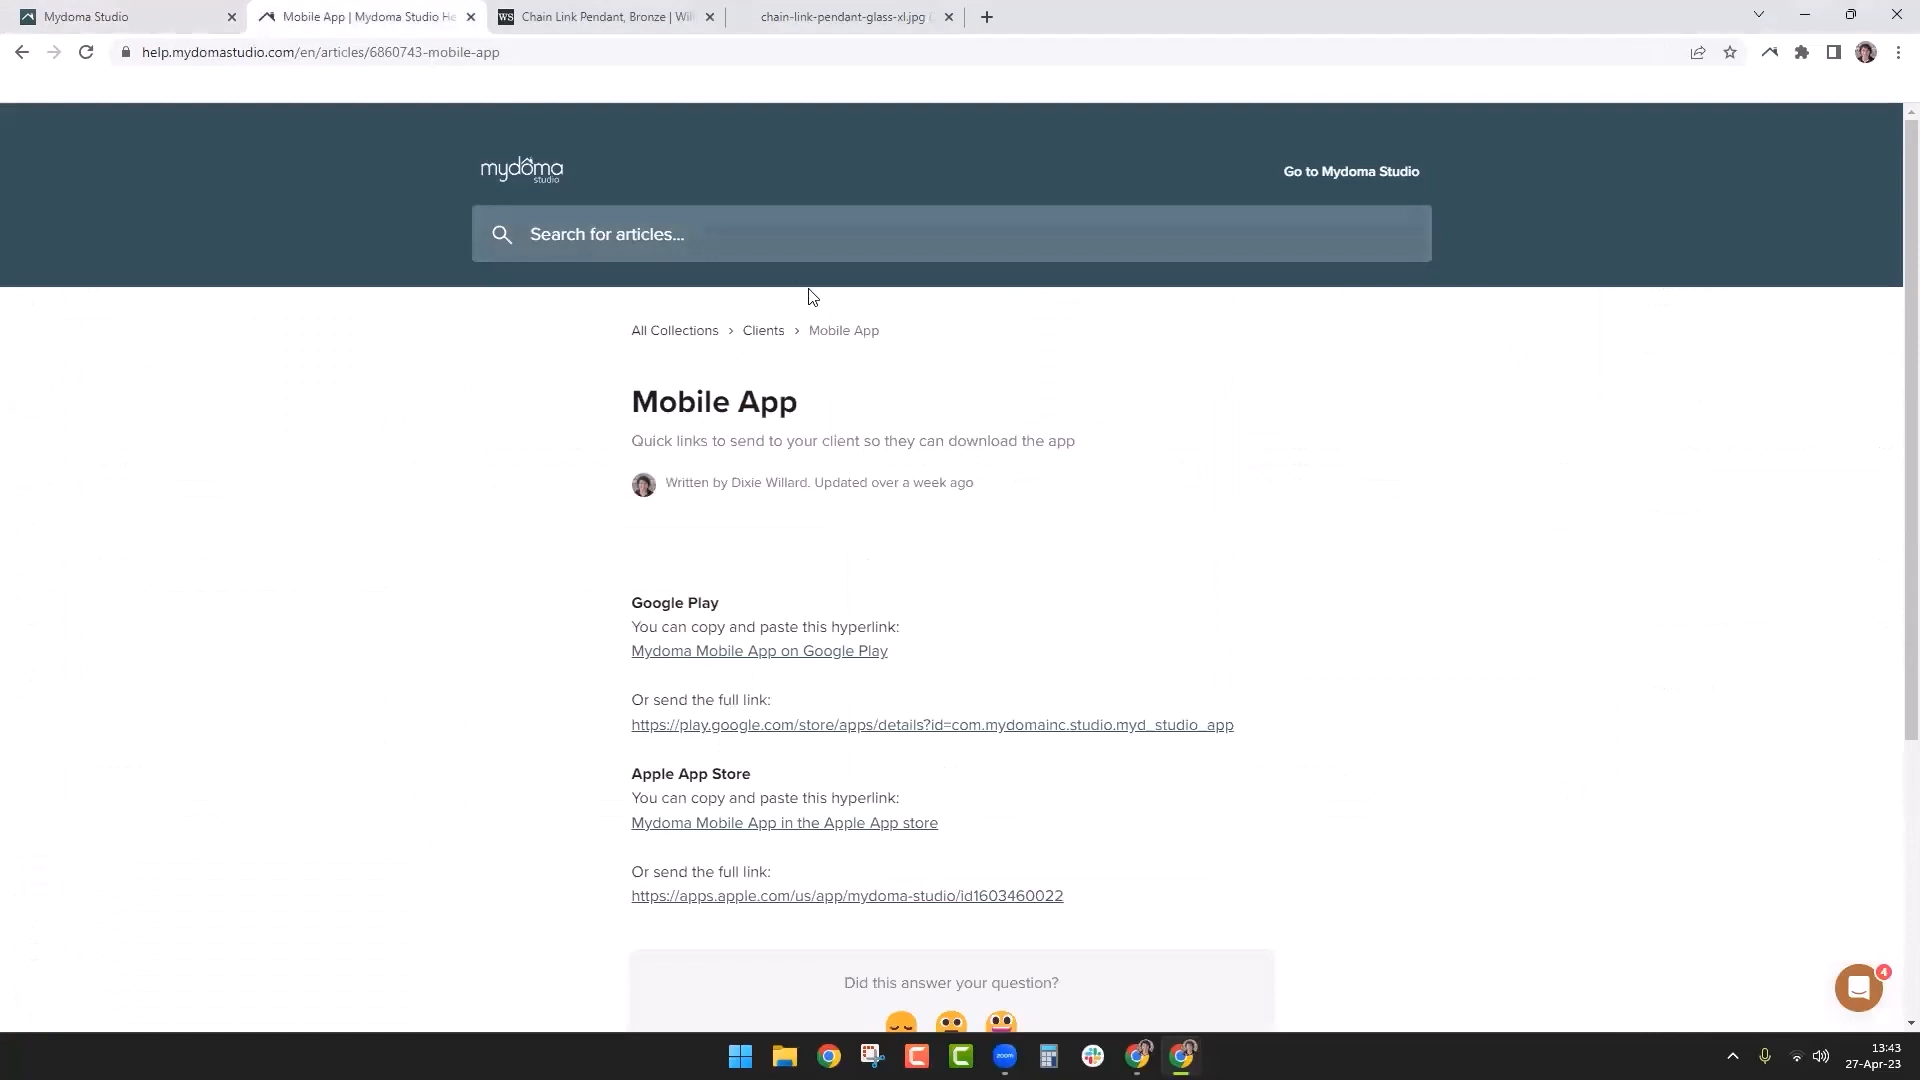 Mydoma Studio
Mobile App | Mydoma Studio He
WS Chain Link Pendant, Bronze | Will
chain-link-pendant-glass-xl.jpg (
help.mydomastudio.com/en/articles/6860743-mobile-app
mydoma
studio
Go to Mydoma Studio
Search for articles...
All Collections > Clients > Mobile App
Mobile App
Quick links to send to your client so they can download the app
Written by Dixie Willard. Updated over a week ago
Google Play
You can copy and paste this hyperlink:
Mydoma Mobile App on Google Play
Or send the full link:
https://play.google.com/store/apps/details?id=com.mydomainc.studio.myd_studio_app
Apple App Store
You can copy and paste this hyperlink:
Mydoma Mobile App in the Apple App store
Or send the full link:
https://apps.apple.com/us/app/mydoma-studio/id1603460022
Did this answer your question?
4
zoom
13:43
27-Apr-23